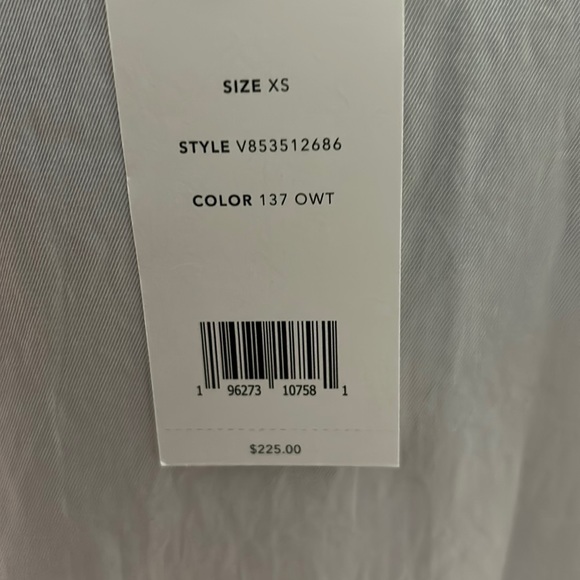 SIZE XS
STYLE V853512686
COLOR 137 OWT
1 96273 10758 1
$225.00